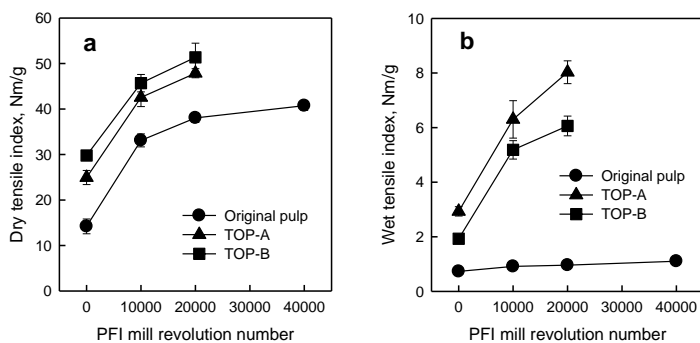 a
Dry tensile index, Nm/g
60
50
40
30
20
10
0
Original pulp
TOP-A
TOP-B
0 10000 20000 30000 40000
PFI mill revolution number
b
Wet tensile index, Nm/g
10
8
6
4
2
0
Original pulp
TOP-A
TOP-B
0 10000 20000 30000 40000
PFI mill revolution number